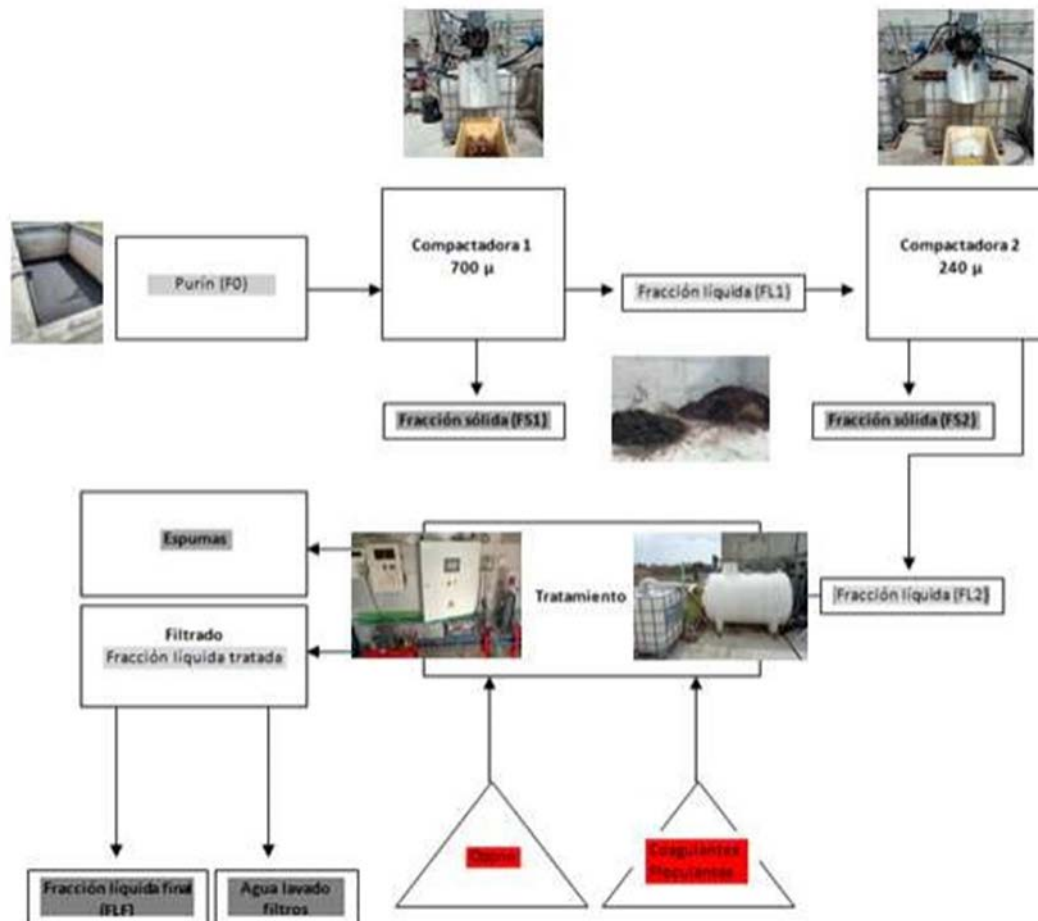 Compactadora 1
700 µ
Compactadora 2
240 µ
Purín (F0)
Fracción líquida (FL1)
Fracción sólida (FS1)
Fracción sólida (FS2)
Espumas
Tratamiento
Fracción líquida (FL2)
Filtrado
Fracción líquida tratada
Ozono
Coagulantes
Floculantes
Fracción líquida final
(FLF)
Agua lavado
filtros